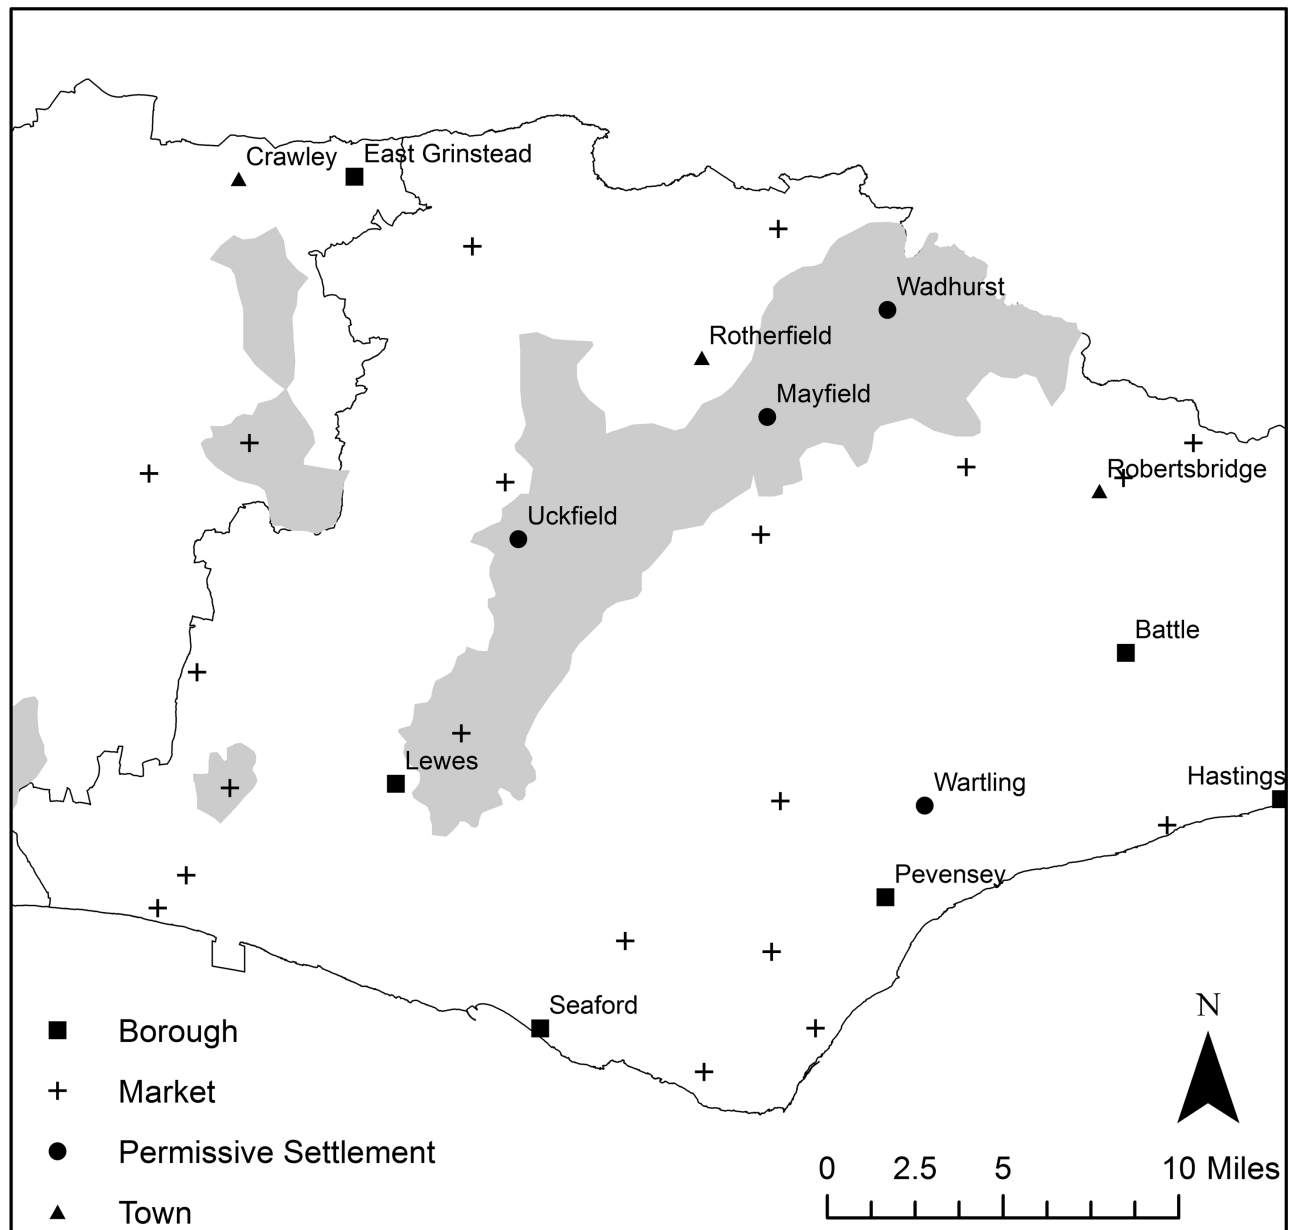 Crawley
East Grinstead
Wadhurst
Rotherfield
Mayfield
Robertsbridge
Uckfield
Battle
Lewes
Wartling
Hastings
Pevensey
Seaford
N
Borough
Market
Permissive Settlement
Town
0 2.5 5 10 Miles